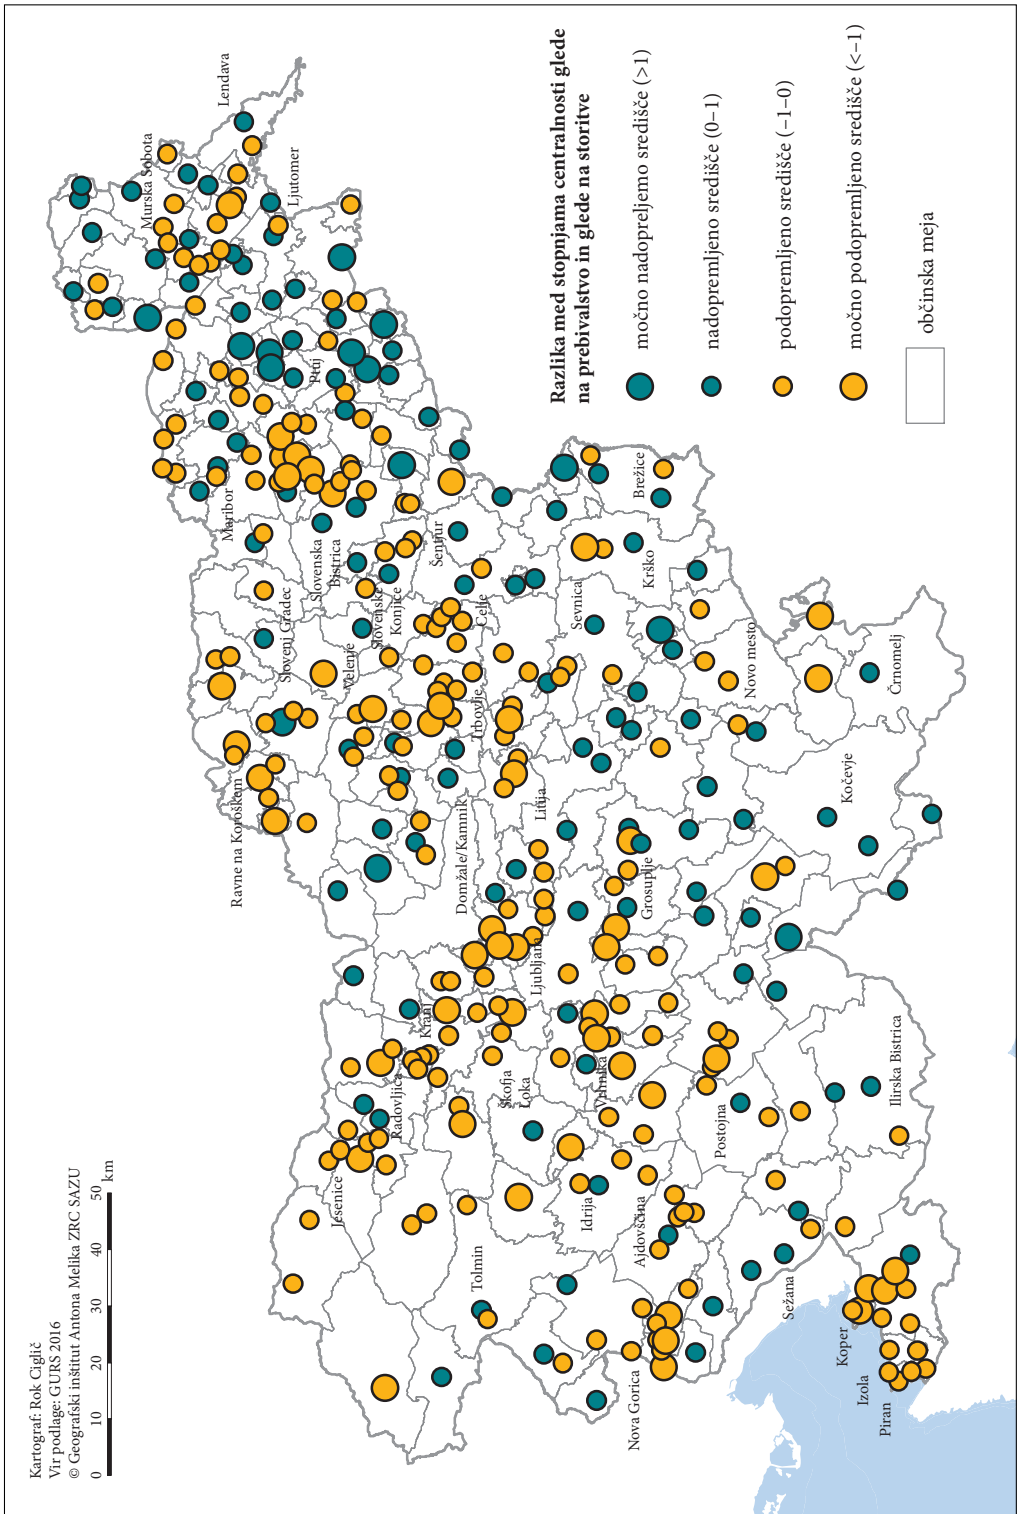 Razlika med stopnjama centralnosti glede
na prebivalstvo in glede na storitve
močno nadopreljemo središče (>1)
nadopremljeno središče (0–1)
podopremljeno središče (–1–0)
močno podopremljeno središče (<–1)
občinska meja
Lendava
Murska Sobota
Ljutomer
Ptuj
Maribor
Slovenska
Bistrica
Šentjur
Brežice
Krško
Sevnica
Slovenj Gradec
Slovenske
Konjice
Celje
Velenje
Novo mesto
Črnomelj
Trbovlje
Ravne na Koroškem
Litija
Kočevje
Domžale/Kamnik
Grosuplje
Ljubljana
Kranj
Škofja
Loka
Vrhnika
Radovljica
Jesenice
Postojna
Ilirska Bistrica
Idrija
Ajdovščina
Tolmin
Sežana
Nova Gorica
Koper
Izola
Piran
Kartograf: Rok Ciglič
Vir podlage: GURS 2016
© Geografski inštitut Antona Melika ZRC SAZU
0 10 20 30 40 50
km